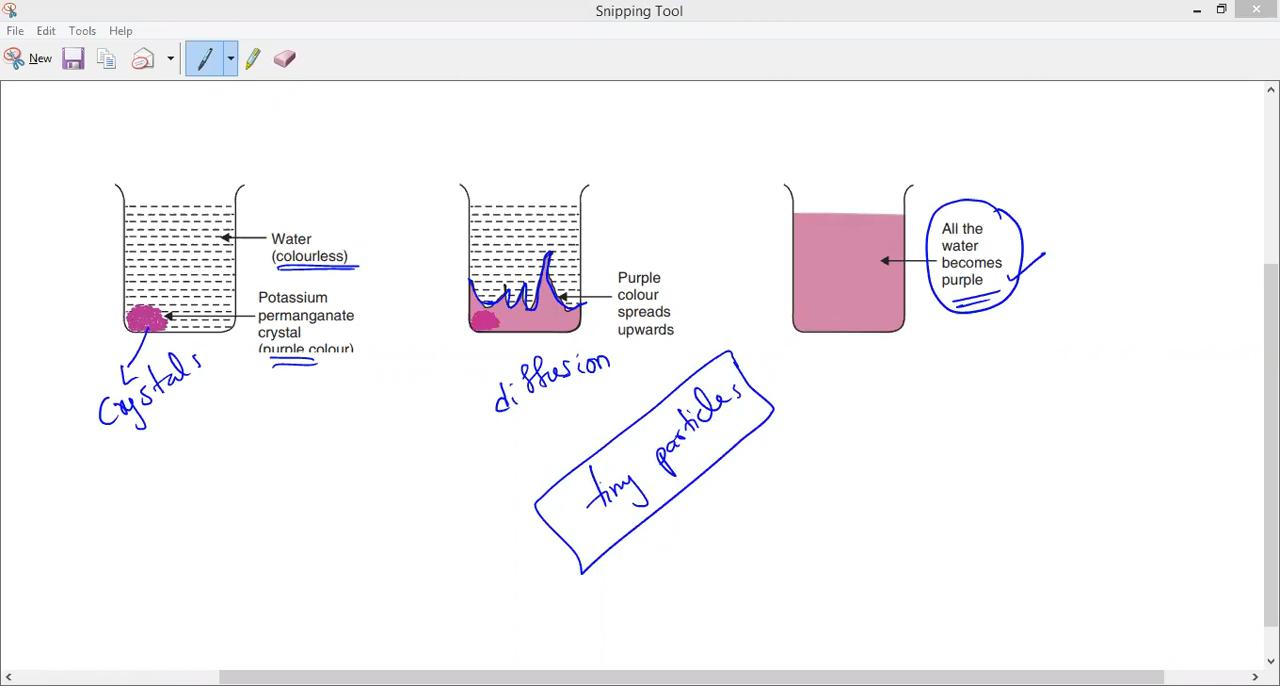 Snipping Tool
File Edit Tools Help
New
Water
(colourless)
Potassium
permanganate
crystal
(purple colour)
Crystals
Purple
colour
spreads
upwards
diffusion
tiny particles
All the
water
becomes
purple